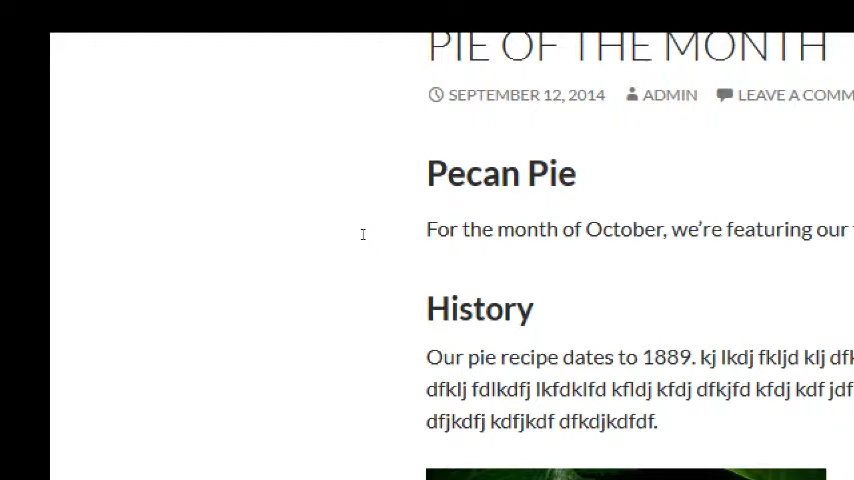 PIE OF THE MONTH
SEPTEMBER 12, 2014 ADMIN LEAVE A COMM
Pecan Pie
For the month of October, we're featuring our
History
Our pie recipe dates to 1889. kj lkdj fkljd klj dfk
dfklj fdlkdfj lkfdklfd kfldj kfdj dfkjfd kfdj kdf jdf
dfjkdfj kdfjkdf dfkdjkdfdf.